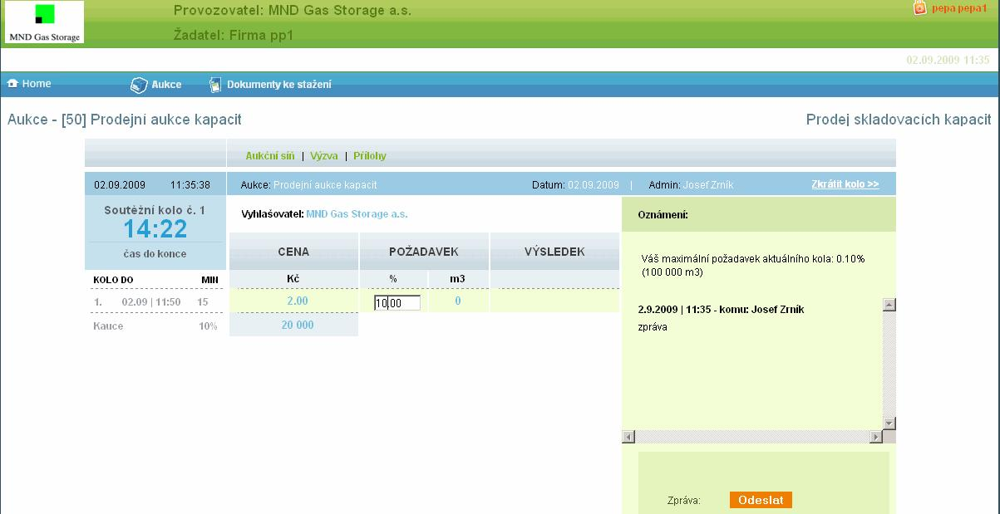 MND Gas Storage
Provozovatel: MND Gas Storage a.s.
Žadatel: Firma pp1
pepa pepa1
02.09.2009 11:35
Home Aukce Dokumenty ke stažení
Aukce - [50] Prodejní aukce kapacit
Prodej skladovacích kapacit
Aukční síň | Výzva | Přílohy
02.09.2009 11:35:38
Aukce: Prodejní aukce kapacit Datum: 02.09.2009 | Admin: Josef Zrník Zkrátit kolo >>
Soutěžní kolo č. 1
14:22
čas do konce
KOLO DO MIN
1. 02.09 | 11:50 15
Kauce 10%
Vyhlašovatel: MND Gas Storage a.s.
CENA POŽADAVEK VÝSLEDEK
Kč % m3
2.00 10.00 0
20 000
Oznámení:
Váš maximální požadavek aktuálního kola: 0.10%
(100 000 m3)
2.9.2009 | 11:35 - komu: Josef Zrník
zpráva
Zpráva: Odeslat